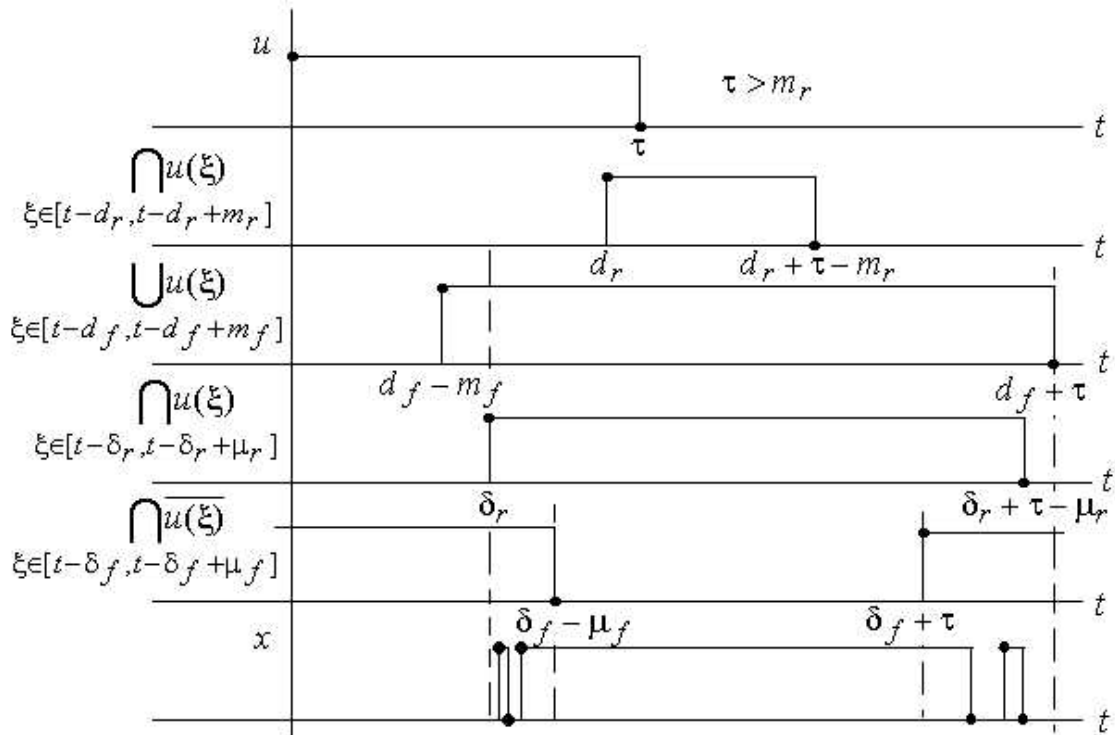 u
τ > m_r
t
τ
⋂ u(ξ)
ξ∈[t−d_r, t−d_r+m_r]
t
d_r
d_r + τ − m_r
⋃ u(ξ)
ξ∈[t−d_f, t−d_f+m_f]
d_f − m_f
d_f + τ
⋂ u(ξ)
ξ∈[t−δ_r, t−δ_r+μ_r]
t
δ_r
δ_r + τ − μ_r
⋂ \overline{u(ξ)}
ξ∈[t−δ_f, t−δ_f+μ_f]
t
δ_f − μ_f
δ_f + τ
x
t